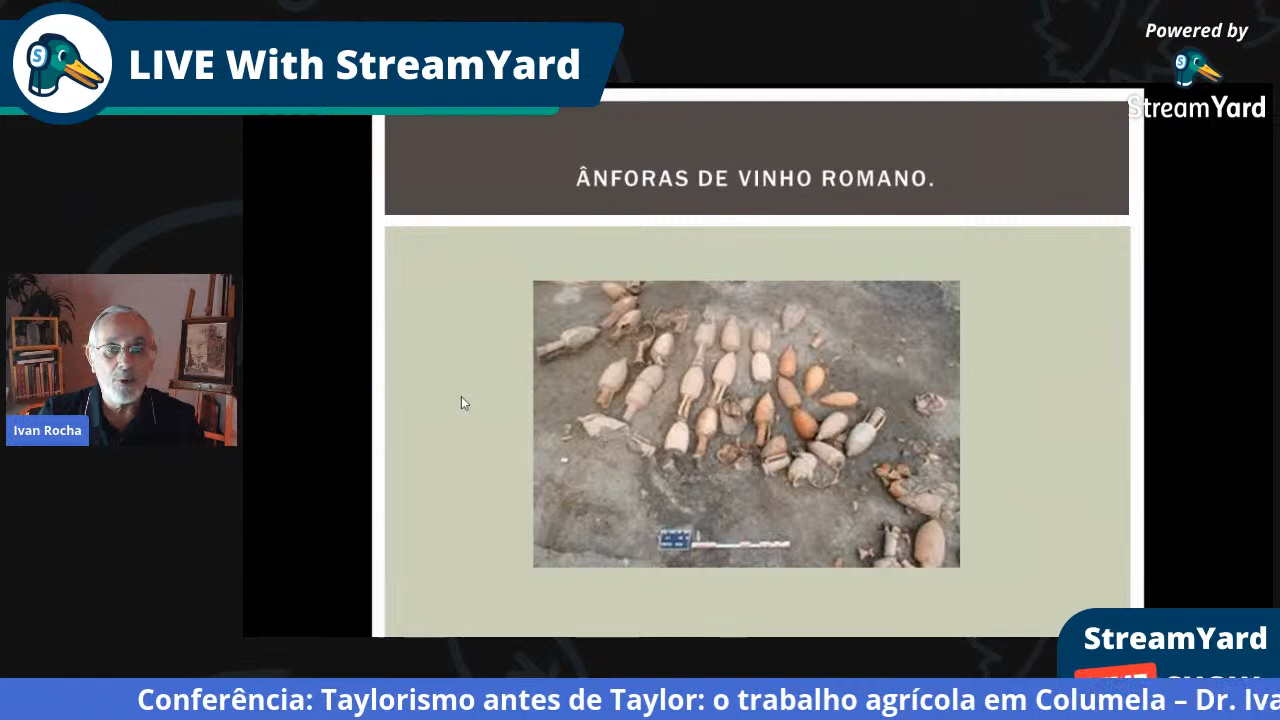 LIVE With StreamYard
Powered by
StreamYard
ÂNFORAS DE VINHO ROMANO.
Ivan Rocha
StreamYard
Conferência: Taylorismo antes de Taylor: o trabalho agrícola em Columela – Dr. Iva